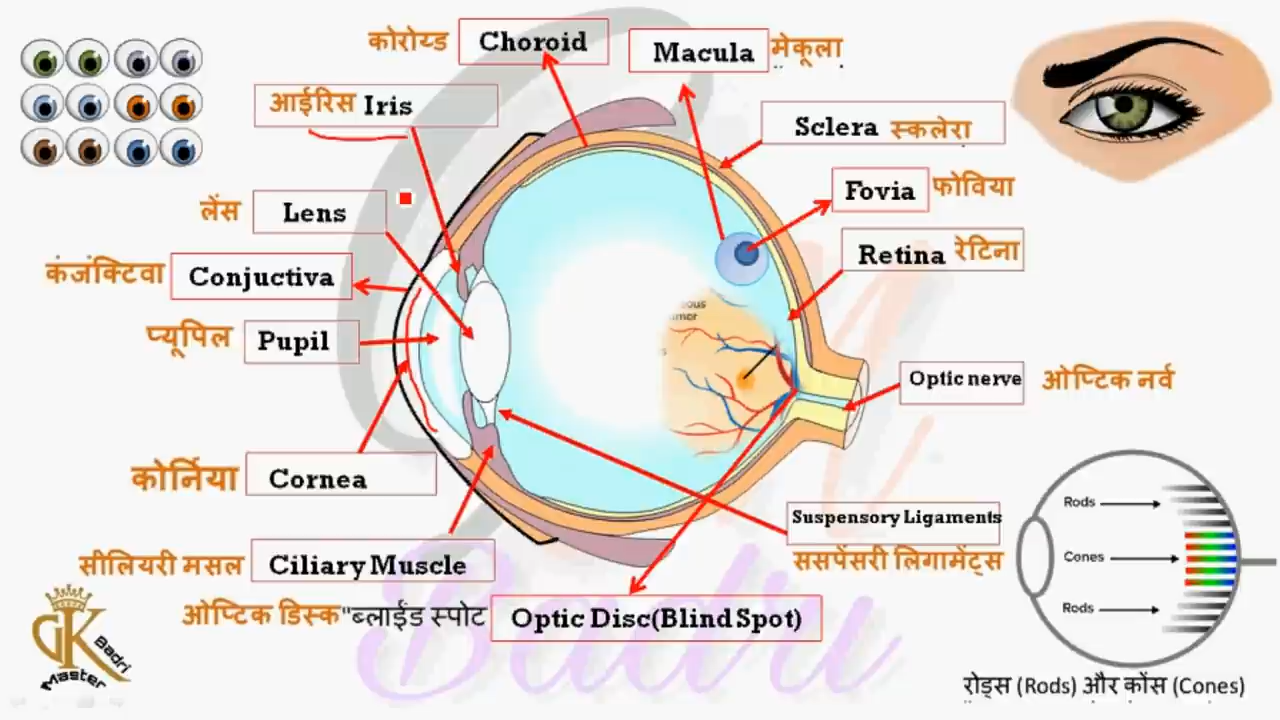 कोरोय्ड Choroid
Macula मेकूला
आईरिस Iris
Sclera स्कलेरा
Fovia फोविया
लेंस Lens
Retina रेटिना
कंजंक्टिवा Conjuctiva
प्यूपिल Pupil
Optic nerve ओप्टिक नर्व
कोर्निया Cornea
Suspensory Ligaments
ससपेंसरी लिगामेंट्स
सीलियरी मसल Ciliary Muscle
ओप्टिक डिस्क"ब्लाईंड स्पोट Optic Disc(Blind Spot)
Rods
Cones
Rods
रोड्स (Rods) और कोंस (Cones)
GK
Badri
Master
Badri